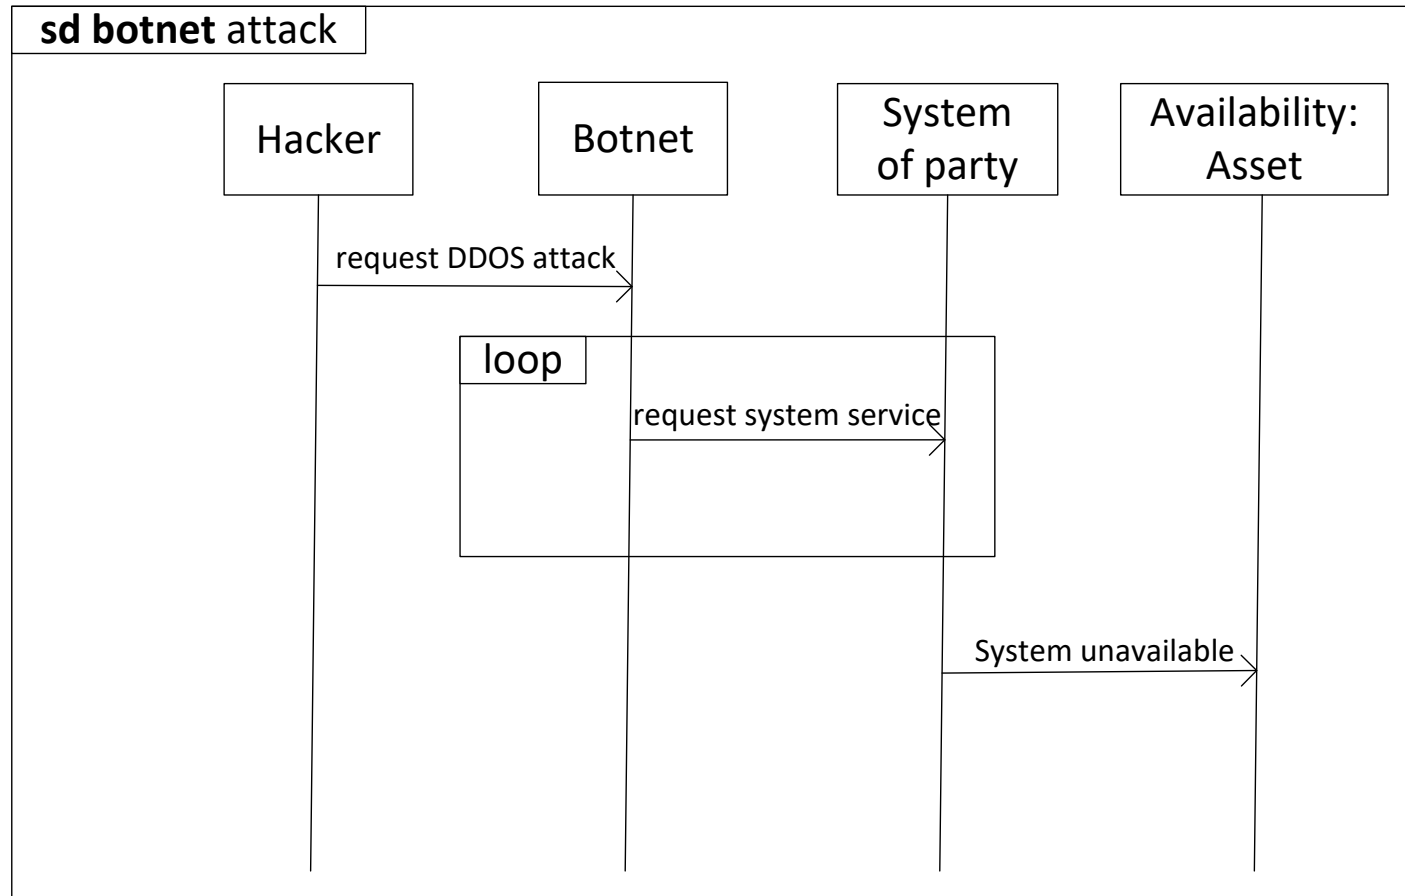 sd botnet attack
Hacker
Botnet
System
of party
Availability:
Asset
request DDOS attack
loop
request system service
System unavailable